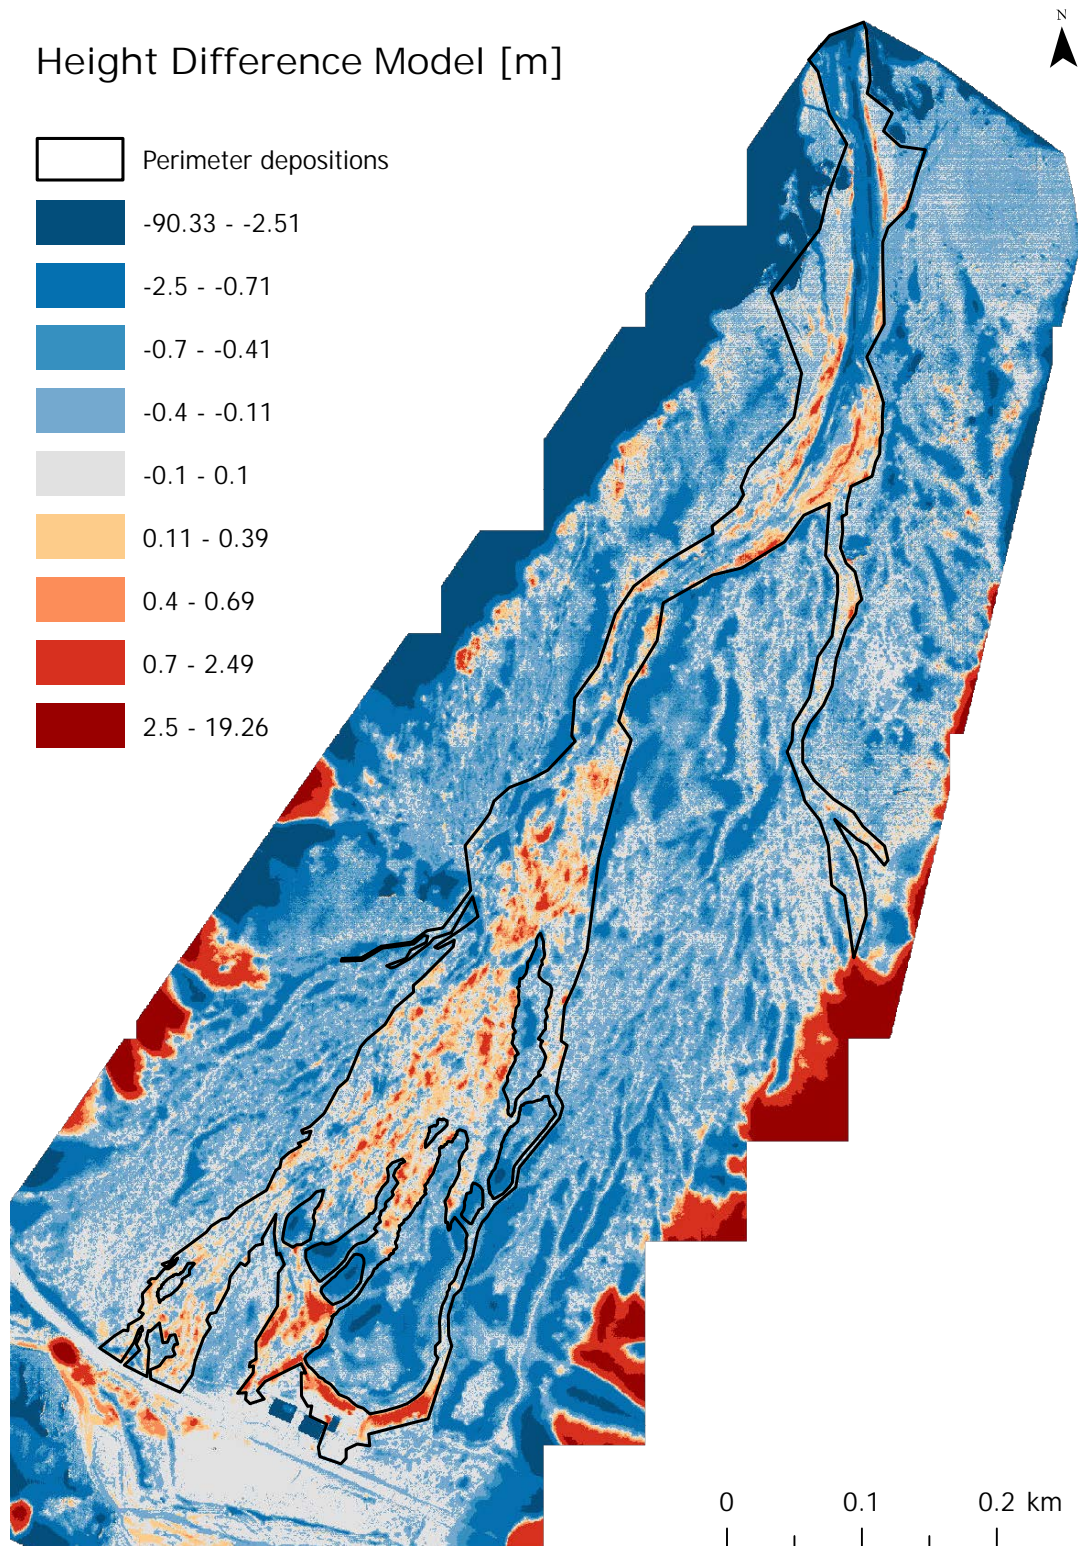 N
Height Difference Model [m]
Perimeter depositions
-90.33 - -2.51
-2.5 - -0.71
-0.7 - -0.41
-0.4 - -0.11
-0.1 - 0.1
0.11 - 0.39
0.4 - 0.69
0.7 - 2.49
2.5 - 19.26
0 0.1 0.2 km